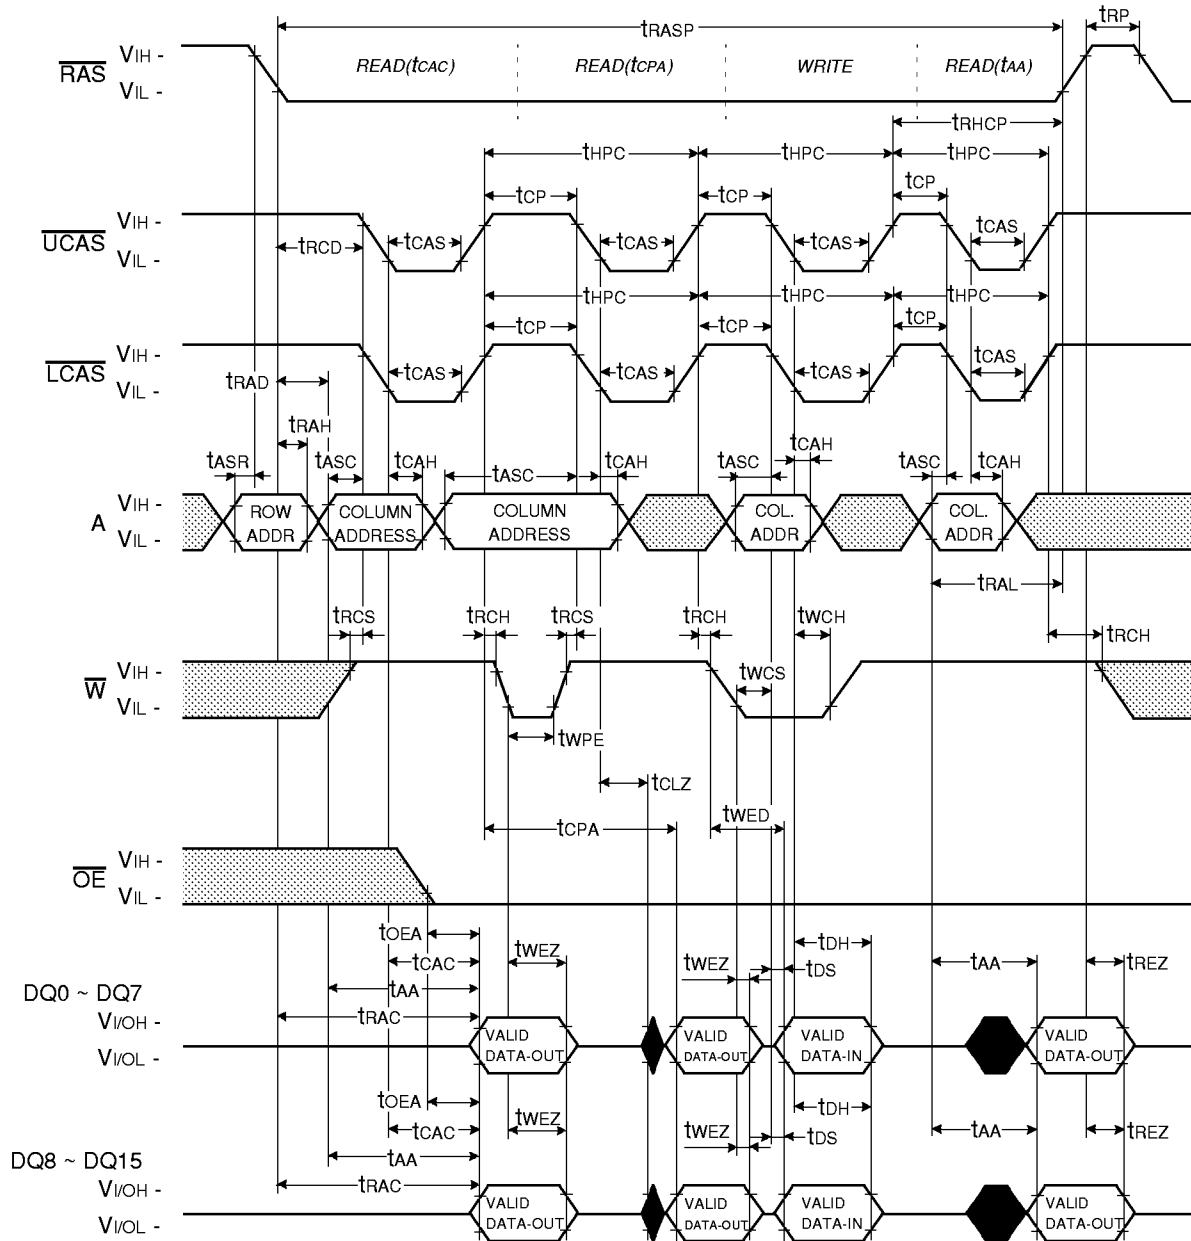 tRASP tRP
RAS VIH - READ(tCAC) READ(tCPA) WRITE READ(tAA)
VIL -
tRHCP
tHPC tHPC tHPC
tCP tCP tCP
UCAS VIH - tRCD tCAS tCAS tCAS tCAS
VIL -
tHPC tHPC tHPC
tCP tCP tCP
LCAS VIH - tCAS tCAS tCAS tCAS
VIL -
tRAD
tRAH
tASR tASC tCAH tASC tCAH tASC tCAH tASC tCAH
A VIH - ROW COLUMN COLUMN COL. COL.
VIL - ADDR ADDRESS ADDRESS ADDR ADDR
tRAL
tRCS tRCH tRCS tRCH tWCH tRCH
W VIH - tWCS
VIL -
tWPE
tCLZ
tCPA tWED
OE VIH -
VIL -
tOEA tWEZ tDH
tCAC tWEZ tDS tAA tREZ
tAA
DQ0 ~ DQ7
tRAC
VI/OH - VALID VALID VALID VALID
VI/OL - DATA-OUT DATA-OUT DATA-IN DATA-OUT
tOEA tWEZ tDH
tCAC tWEZ tDS tAA tREZ
tAA
DQ8 ~ DQ15
tRAC
VI/OH - VALID VALID VALID VALID
VI/OL - DATA-OUT DATA-OUT DATA-IN DATA-OUT